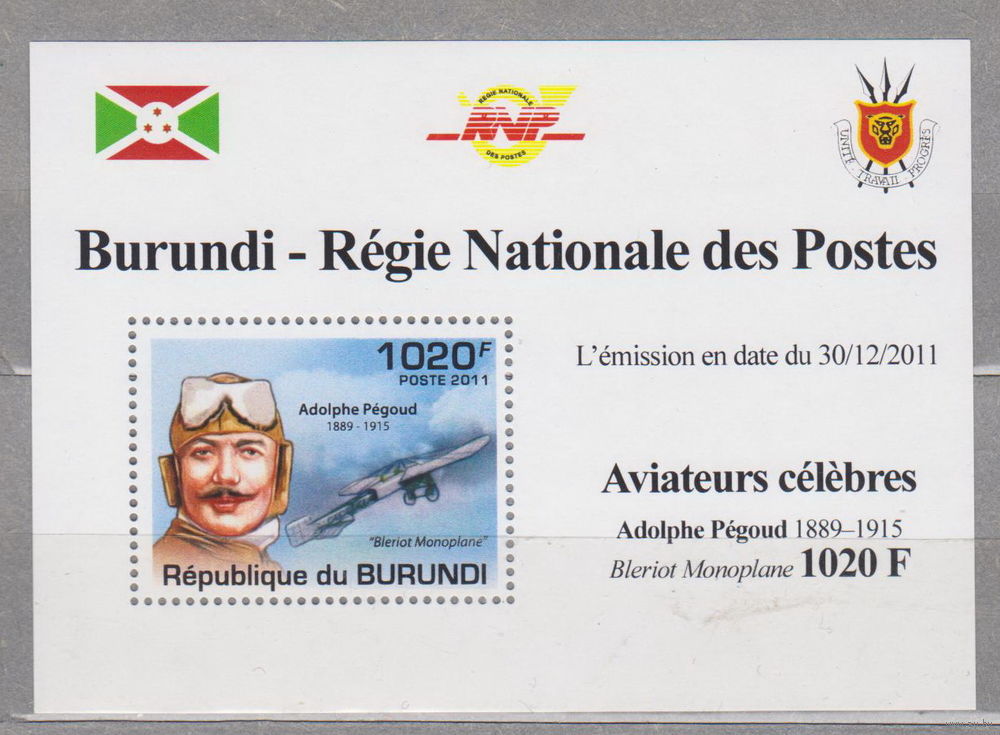 RÉGIE NATIONALE
RNP
DES POSTES
UNITE - TRAVAIL - PROGRÈS
Burundi - Régie Nationale des Postes
1020F
POSTE 2011
Adolphe Pégoud
1889 - 1915
"Bleriot Monoplane"
République du BURUNDI
L'émission en date du 30/12/2011
Aviateurs célèbres
Adolphe Pégoud 1889–1915
Bleriot Monoplane 1020 F